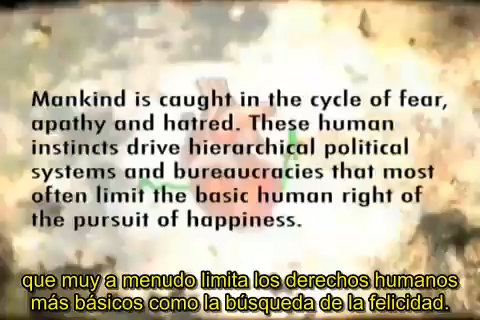 Mankind is caught in the cycle of fear,
apathy and hatred. These human
instincts drive hierarchical political
systems and bureaucracies that most
often limit the basic human right of
the pursuit of happiness.
que muy a menudo limita los derechos humanos
más básicos como la búsqueda de la felicidad.